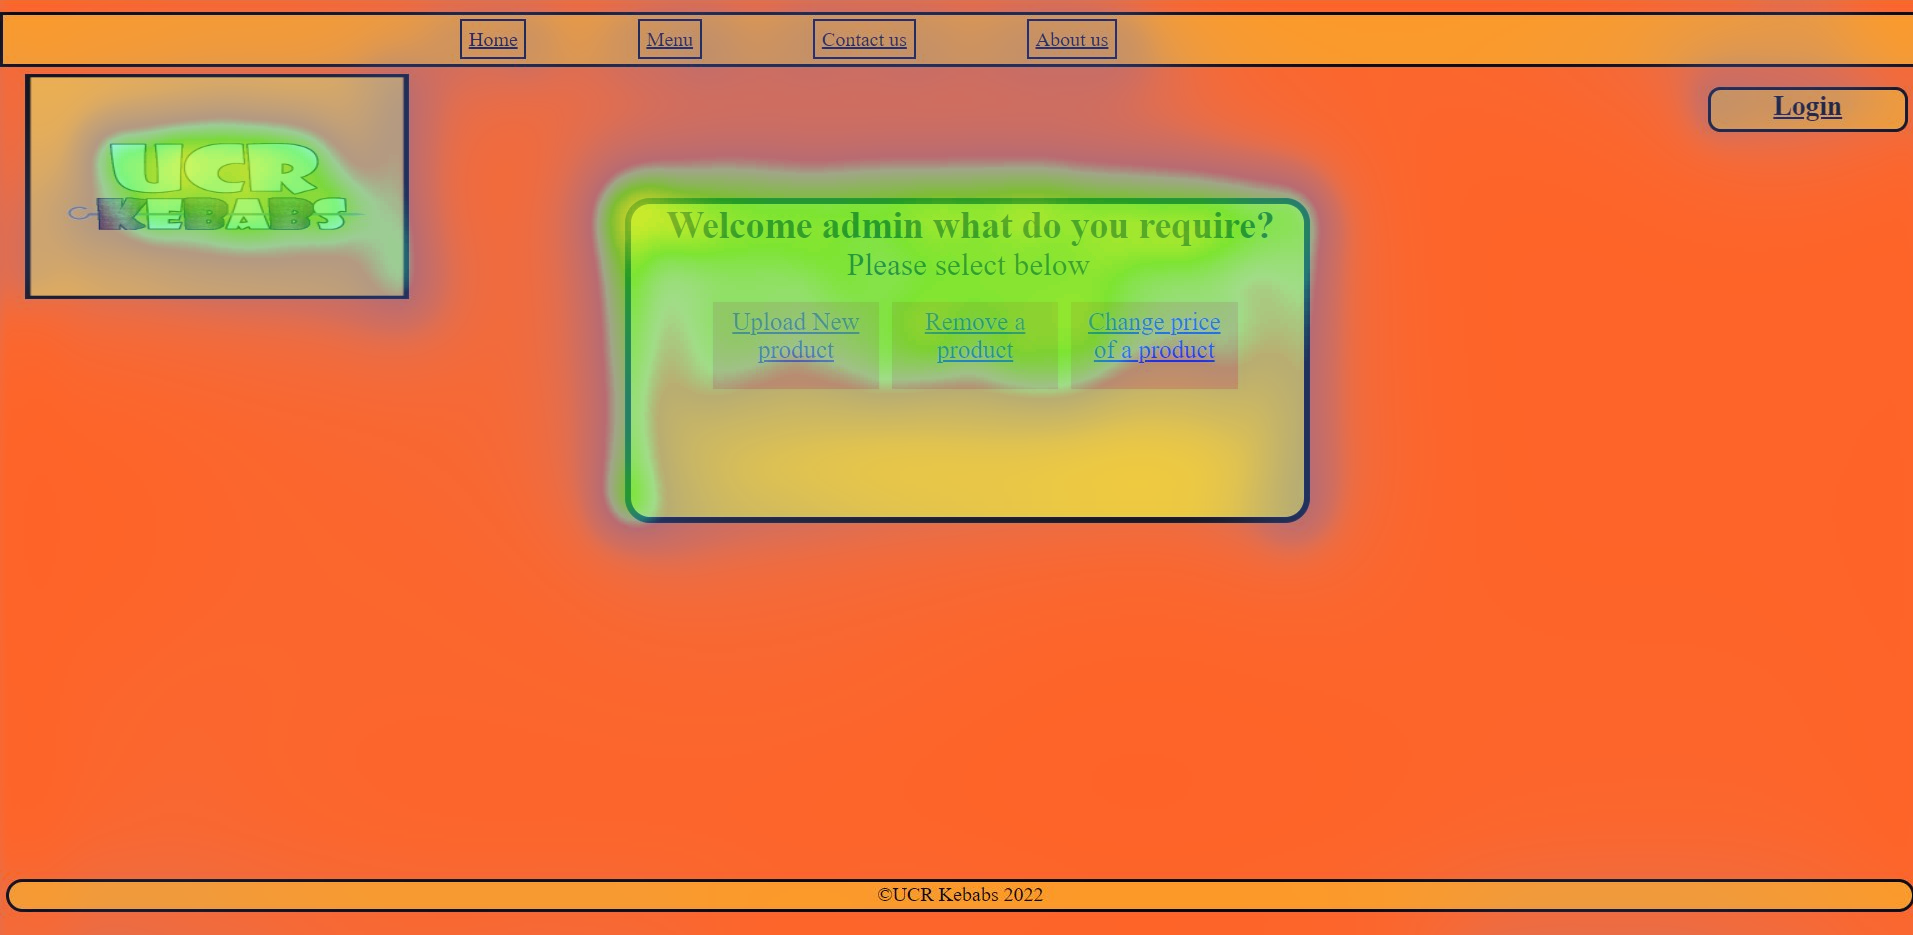 Home
Menu
Contact us
About us
Login
UCR
KEBABS
Welcome admin what do you require?
Please select below
Upload New
product
Remove a
product
Change price
of a product
©UCR Kebabs 2022